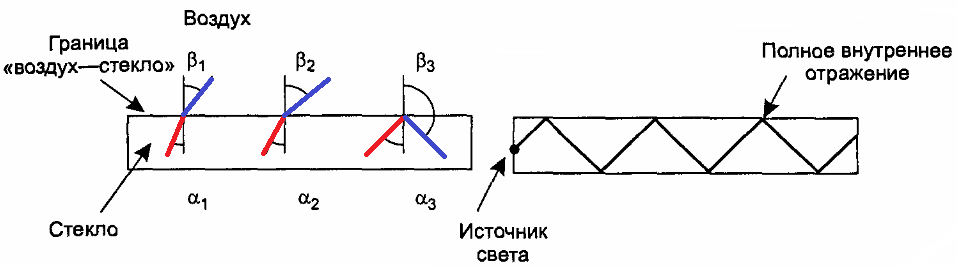 Воздух
Граница
«воздух—стекло»
β1
β2
β3
Полное внутреннее
отражение
Стекло
α1
α2
α3
Источник
света